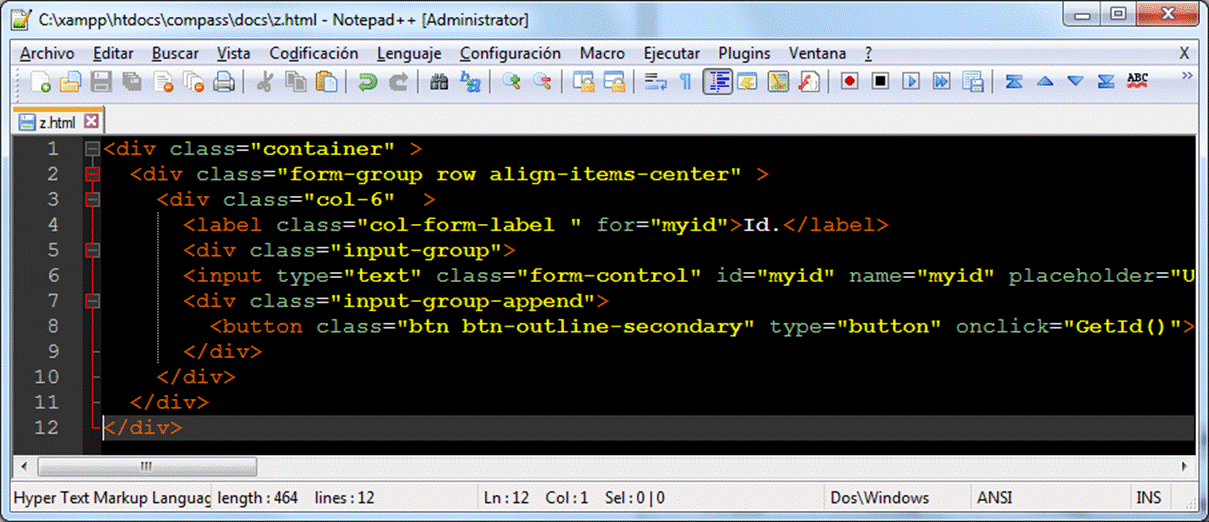 C:\xampp\htdocs\compass\docs\z.html - Notepad++ [Administrator]
Archivo Editar Buscar Vista Codificación Lenguaje Configuración Macro Ejecutar Plugins Ventana ? X
ABC »
z.html
1 <div class="container" >
2 <div class="form-group row align-items-center" >
3 <div class="col-6"  >
4 <label class="col-form-label " for="myid">Id.</label>
5 <div class="input-group">
6 <input type="text" class="form-control" id="myid" name="myid" placeholder="U
7 <div class="input-group-append">
8 <button class="btn btn-outline-secondary" type="button" onclick="GetId()">
9 </div>
10 </div>
11 </div>
12 </div>
Hyper Text Markup Languag length : 464 lines : 12 Ln : 12 Col : 1 Sel : 0 | 0 Dos\Windows ANSI INS